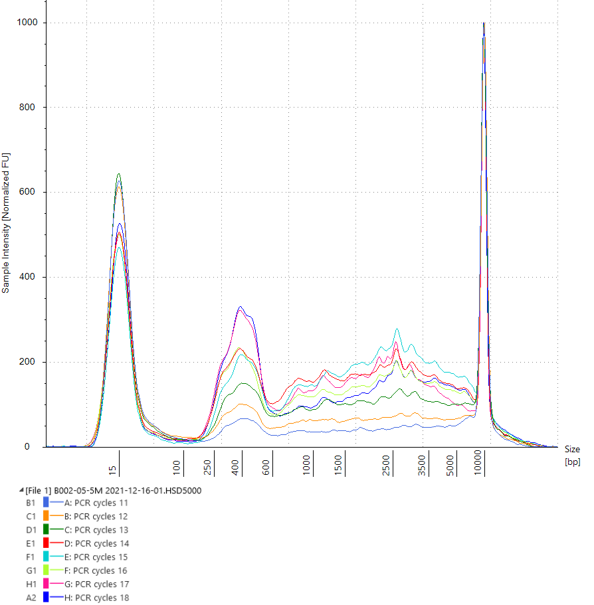 1000
800
600
400
200
0
Sample Intensity [Normalized FU]
15
100
250
400
600
1000
1500
2500
3500
5000
10000
Size
[bp]
[File 1] B002-05-5M 2021-12-16-01.HSD5000
B1 A: PCR cycles 11
C1 B: PCR cycles 12
D1 C: PCR cycles 13
E1 D: PCR cycles 14
F1 E: PCR cycles 15
G1 F: PCR cycles 16
H1 G: PCR cycles 17
A2 H: PCR cycles 18